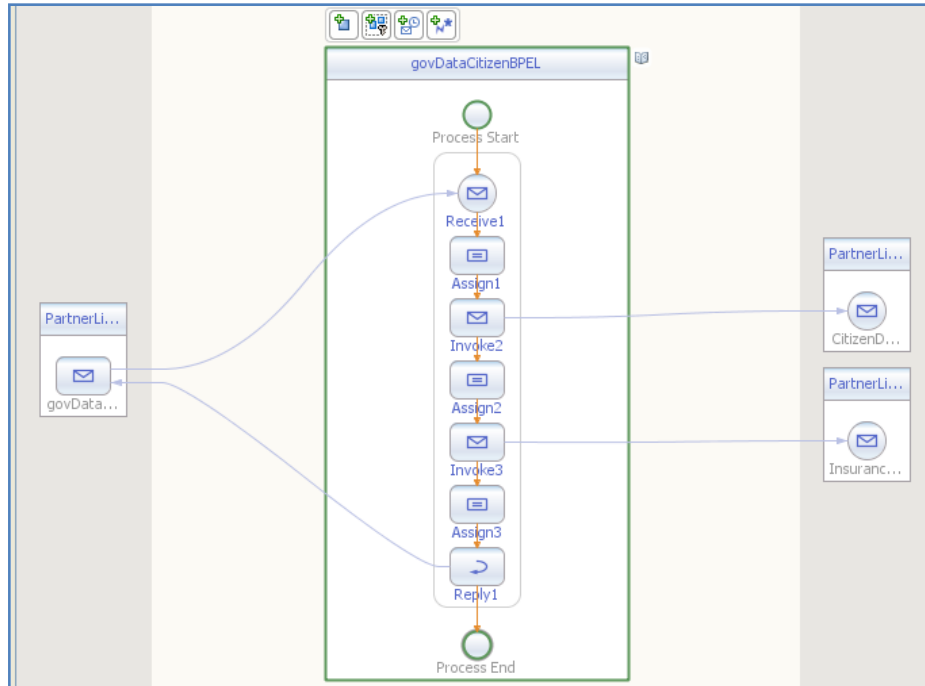 govDataCitizenBPEL
Process Start
Receive1
Assign1
Invoke2
Assign2
Invoke3
Assign3
Reply1
Process End
PartnerLi...
govData...
PartnerLi...
CitizenD...
PartnerLi...
Insuranc...